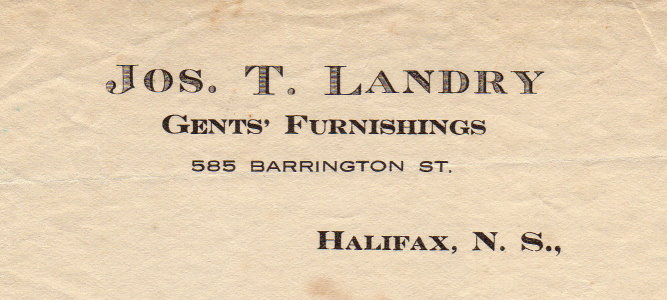 Jos. T. Landry
Gents' Furnishings
585 BARRINGTON ST.
Halifax, N. S.,